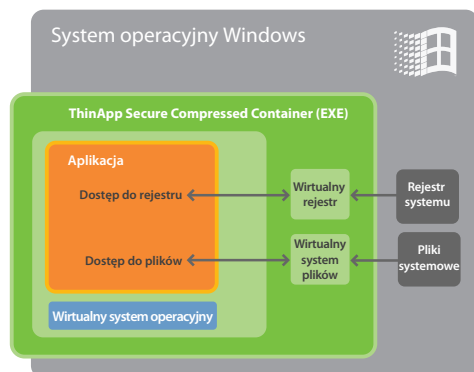 System operacyjny Windows
ThinApp Secure Compressed Container (EXE)
Aplikacja
Dostęp do rejestru
Wirtualny
rejestr
Rejestr
systemu
Dostęp do plików
Wirtualny
system
plików
Pliki
systemowe
Wirtualny system operacyjny